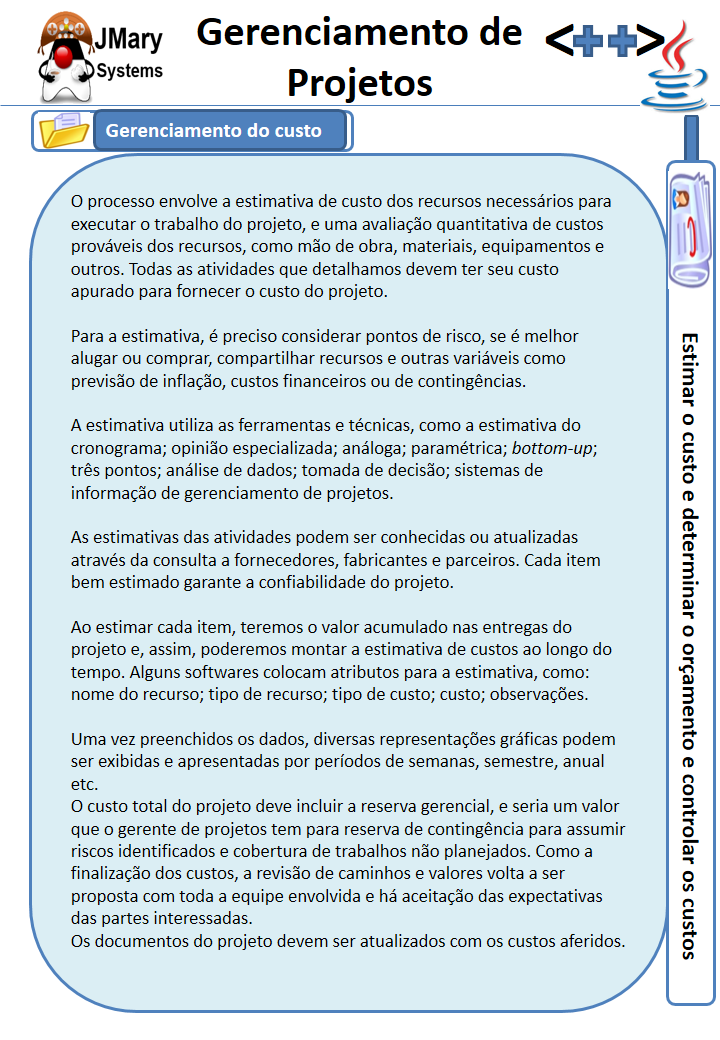 JMary
Systems
Gerenciamento de
Projetos
<++>
Gerenciamento do custo
O processo envolve a estimativa de custo dos recursos necessários para
executar o trabalho do projeto, e uma avaliação quantitativa de custos
prováveis dos recursos, como mão de obra, materiais, equipamentos e
outros. Todas as atividades que detalhamos devem ter seu custo
apurado para fornecer o custo do projeto.
Para a estimativa, é preciso considerar pontos de risco, se é melhor
alugar ou comprar, compartilhar recursos e outras variáveis como
previsão de inflação, custos financeiros ou de contingências.
A estimativa utiliza as ferramentas e técnicas, como a estimativa do
cronograma; opinião especializada; análoga; paramétrica; bottom-up;
três pontos; análise de dados; tomada de decisão; sistemas de
informação de gerenciamento de projetos.
As estimativas das atividades podem ser conhecidas ou atualizadas
através da consulta a fornecedores, fabricantes e parceiros. Cada item
bem estimado garante a confiabilidade do projeto.
Ao estimar cada item, teremos o valor acumulado nas entregas do
projeto e, assim, poderemos montar a estimativa de custos ao longo do
tempo. Alguns softwares colocam atributos para a estimativa, como:
nome do recurso; tipo de recurso; tipo de custo; custo; observações.
Uma vez preenchidos os dados, diversas representações gráficas podem
ser exibidas e apresentadas por períodos de semanas, semestre, anual
etc.
O custo total do projeto deve incluir a reserva gerencial, e seria um valor
que o gerente de projetos tem para reserva de contingência para assumir
riscos identificados e cobertura de trabalhos não planejados. Como a
finalização dos custos, a revisão de caminhos e valores volta a ser
proposta com toda a equipe envolvida e há aceitação das expectativas
das partes interessadas.
Os documentos do projeto devem ser atualizados com os custos aferidos.
Estimar o custo e determinar o orçamento e controlar os custos